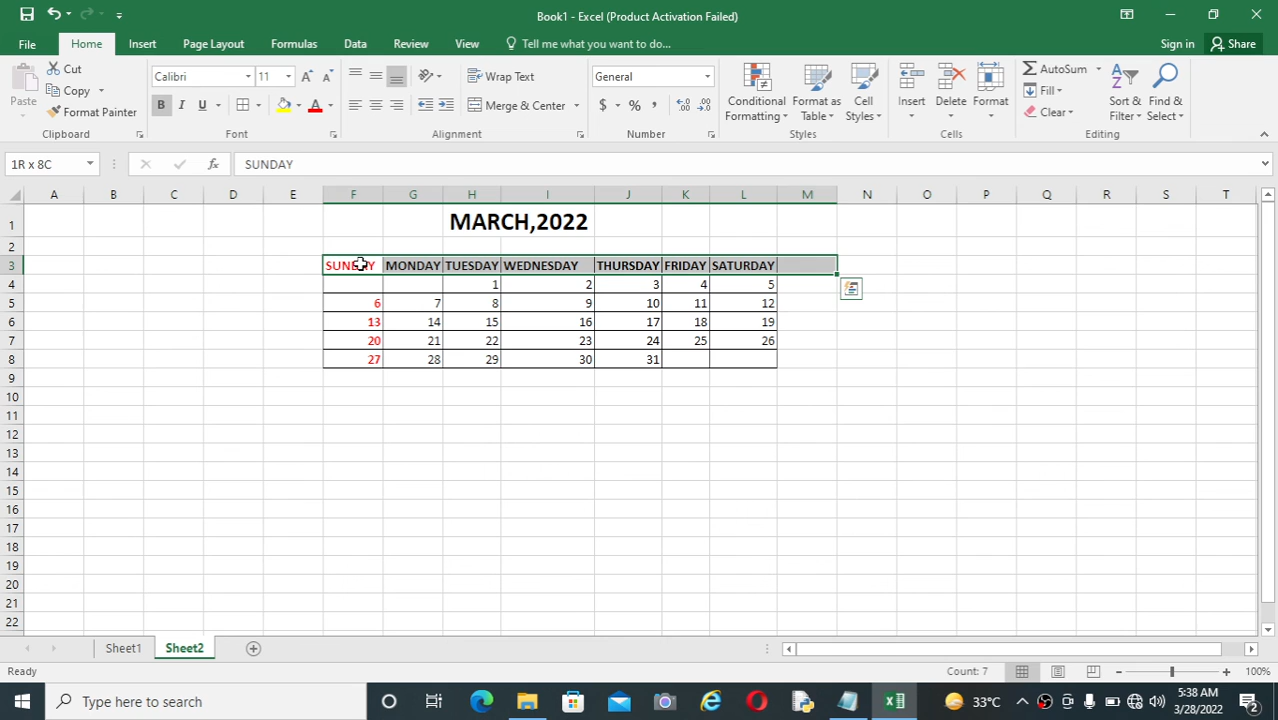 Book1 - Excel (Product Activation Failed)
File Home Insert Page Layout Formulas Data Review View Tell me what you want to do... Sign in Share
Paste Cut Copy Format Painter Clipboard
Calibri 11 B I U A Font
Wrap Text Merge & Center Alignment
General $ % , Number
Conditional Formatting Format as Table Cell Styles Styles
Insert Delete Format Cells
AutoSum Fill Clear Sort & Filter Find & Select Editing
1R x 8C fx SUNDAY
A B C D E F G H I J K L M N O P Q R S T
1 MARCH,2022
2
3 SUNDAY MONDAY TUESDAY WEDNESDAY THURSDAY FRIDAY SATURDAY
4 1 2 3 4 5
5 6 7 8 9 10 11 12
6 13 14 15 16 17 18 19
7 20 21 22 23 24 25 26
8 27 28 29 30 31
9
10
11
12
13
14
15
16
17
18
19
20
21
22
Sheet1 Sheet2
Ready Count: 7 100%
Type here to search 33°C 5:38 AM
3/28/2022 2